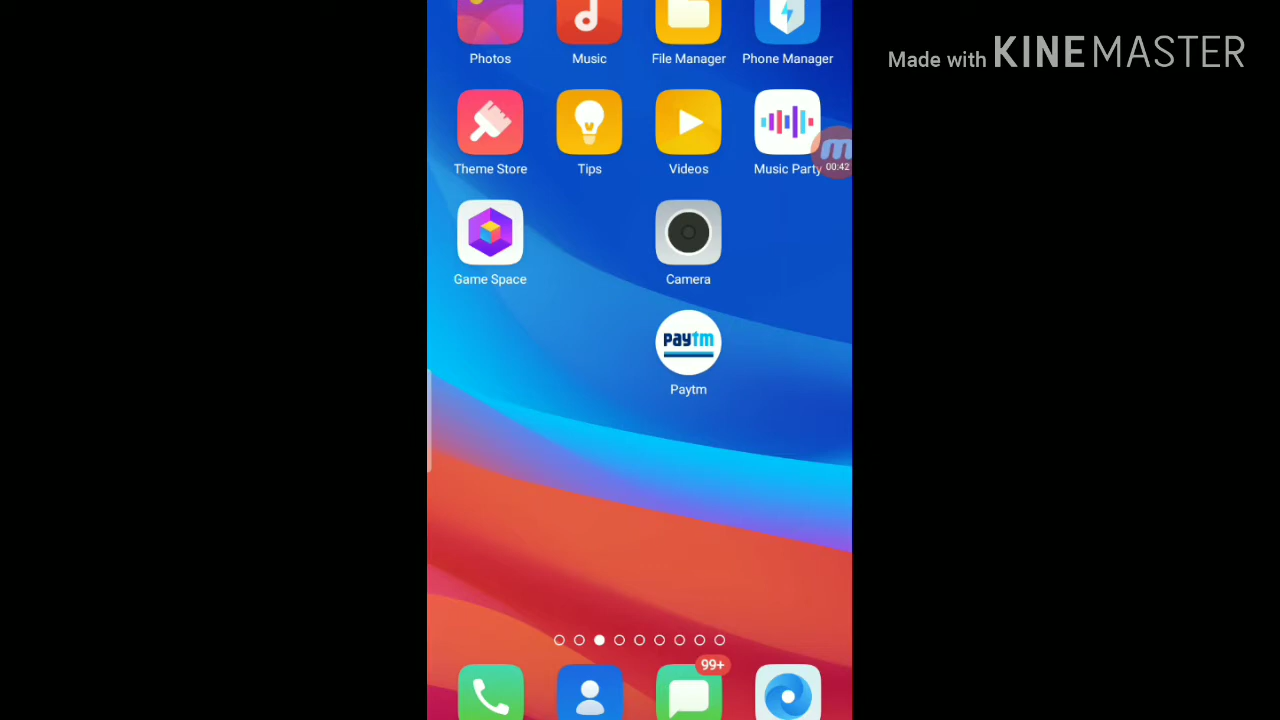 Made with KINEMASTER
Photos Music File Manager Phone Manager
00:42
Theme Store Tips Videos Music Party
Game Space Camera
paytm
Paytm
99+